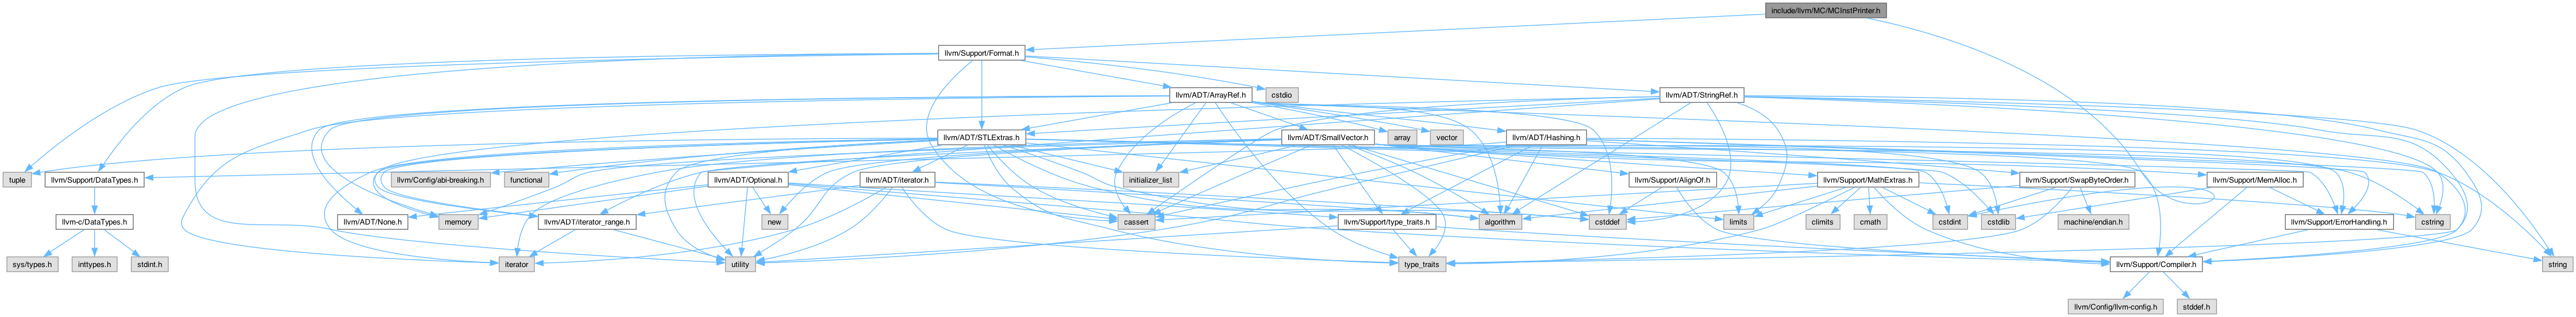 include/llvm/MC/MCInstPrinter.h
llvm/Support/Format.h
llvm/ADT/ArrayRef.h
cstdio
llvm/ADT/StringRef.h
llvm/ADT/STLExtras.h
llvm/ADT/SmallVector.h
array
vector
llvm/ADT/Hashing.h
tuple
llvm/Support/DataTypes.h
llvm/Config/abi-breaking.h
functional
llvm/ADT/Optional.h
llvm/ADT/iterator.h
initializer_list
llvm/Support/AlignOf.h
llvm/Support/MathExtras.h
llvm/Support/SwapByteOrder.h
llvm/Support/MemAlloc.h
llvm-c/DataTypes.h
llvm/ADT/None.h
memory
llvm/ADT/iterator_range.h
new
cassert
llvm/Support/type_traits.h
algorithm
cstddef
limits
climits
cmath
cstdint
cstdlib
machine/endian.h
llvm/Support/ErrorHandling.h
cstring
sys/types.h
inttypes.h
stdint.h
iterator
utility
type_traits
llvm/Support/Compiler.h
string
llvm/Config/llvm-config.h
stddef.h